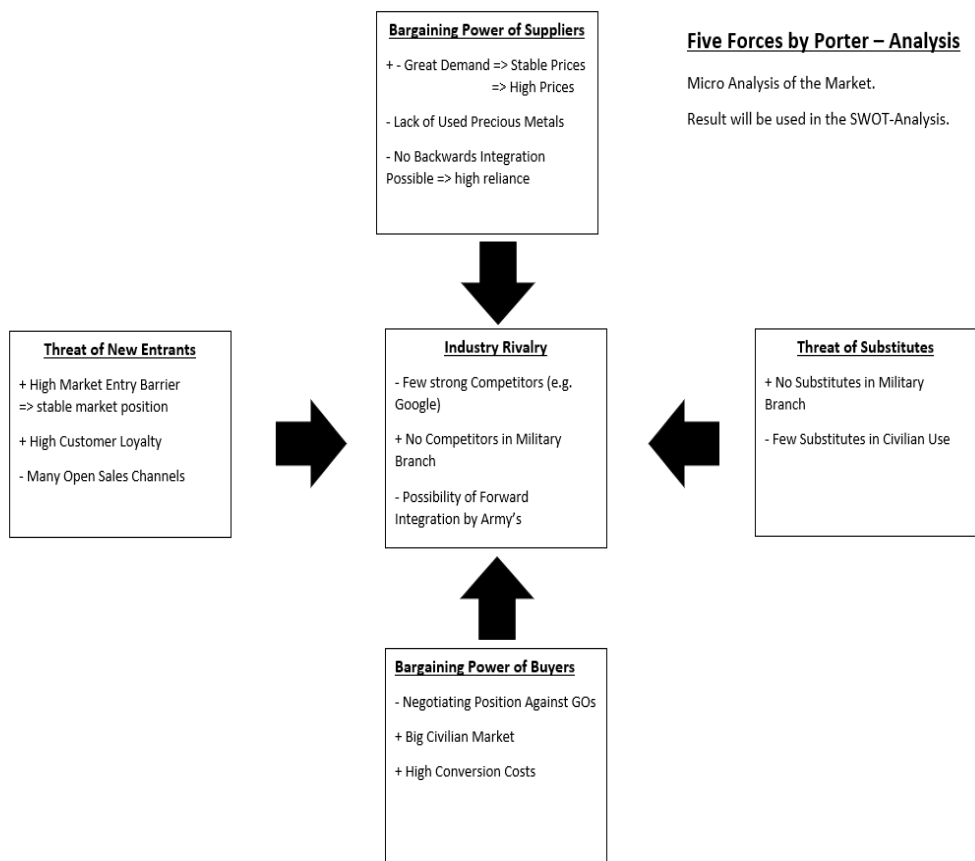 Bargaining Power of Suppliers
+ - Great Demand => Stable Prices
=> High Prices
- Lack of Used Precious Metals
- No Backwards Integration
Possible => high reliance
Five Forces by Porter – Analysis
Micro Analysis of the Market.
Result will be used in the SWOT-Analysis.
Threat of New Entrants
+ High Market Entry Barrier
=> stable market position
+ High Customer Loyalty
- Many Open Sales Channels
Industry Rivalry
- Few strong Competitors (e.g.
Google)
+ No Competitors in Military
Branch
- Possibility of Forward
Integration by Army’s
Threat of Substitutes
+ No Substitutes in Military
Branch
- Few Substitutes in Civilian Use
Bargaining Power of Buyers
- Negotiating Position Against GOs
+ Big Civilian Market
+ High Conversion Costs